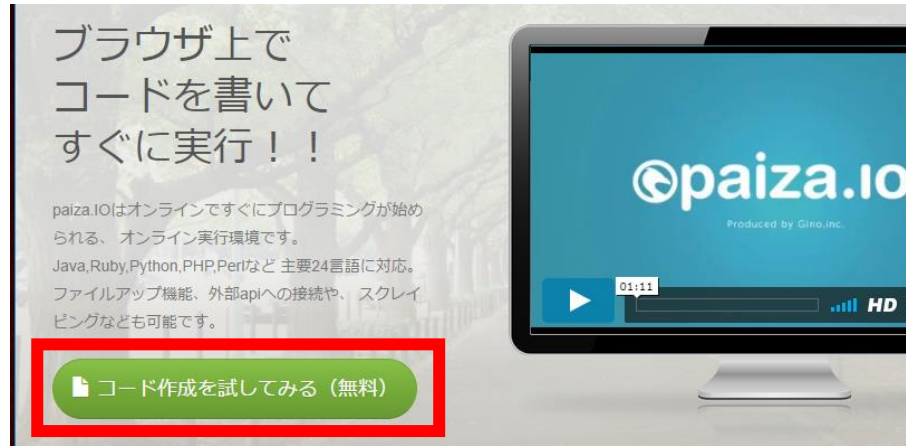 ブラウザ上で
コードを書いて
すぐに実行！！
paiza.IOはオンラインですぐにプログラミングが始め
られる、 オンライン実行環境です。
Java,Ruby,Python,PHP,Perlなど 主要24言語に対応。
ファイルアップ機能、外部apiへの接続や、 スクレイ
ピングなども可能です。
コード作成を試してみる（無料）
paiza.IO
Produced by Gino,inc.
01:11
HD